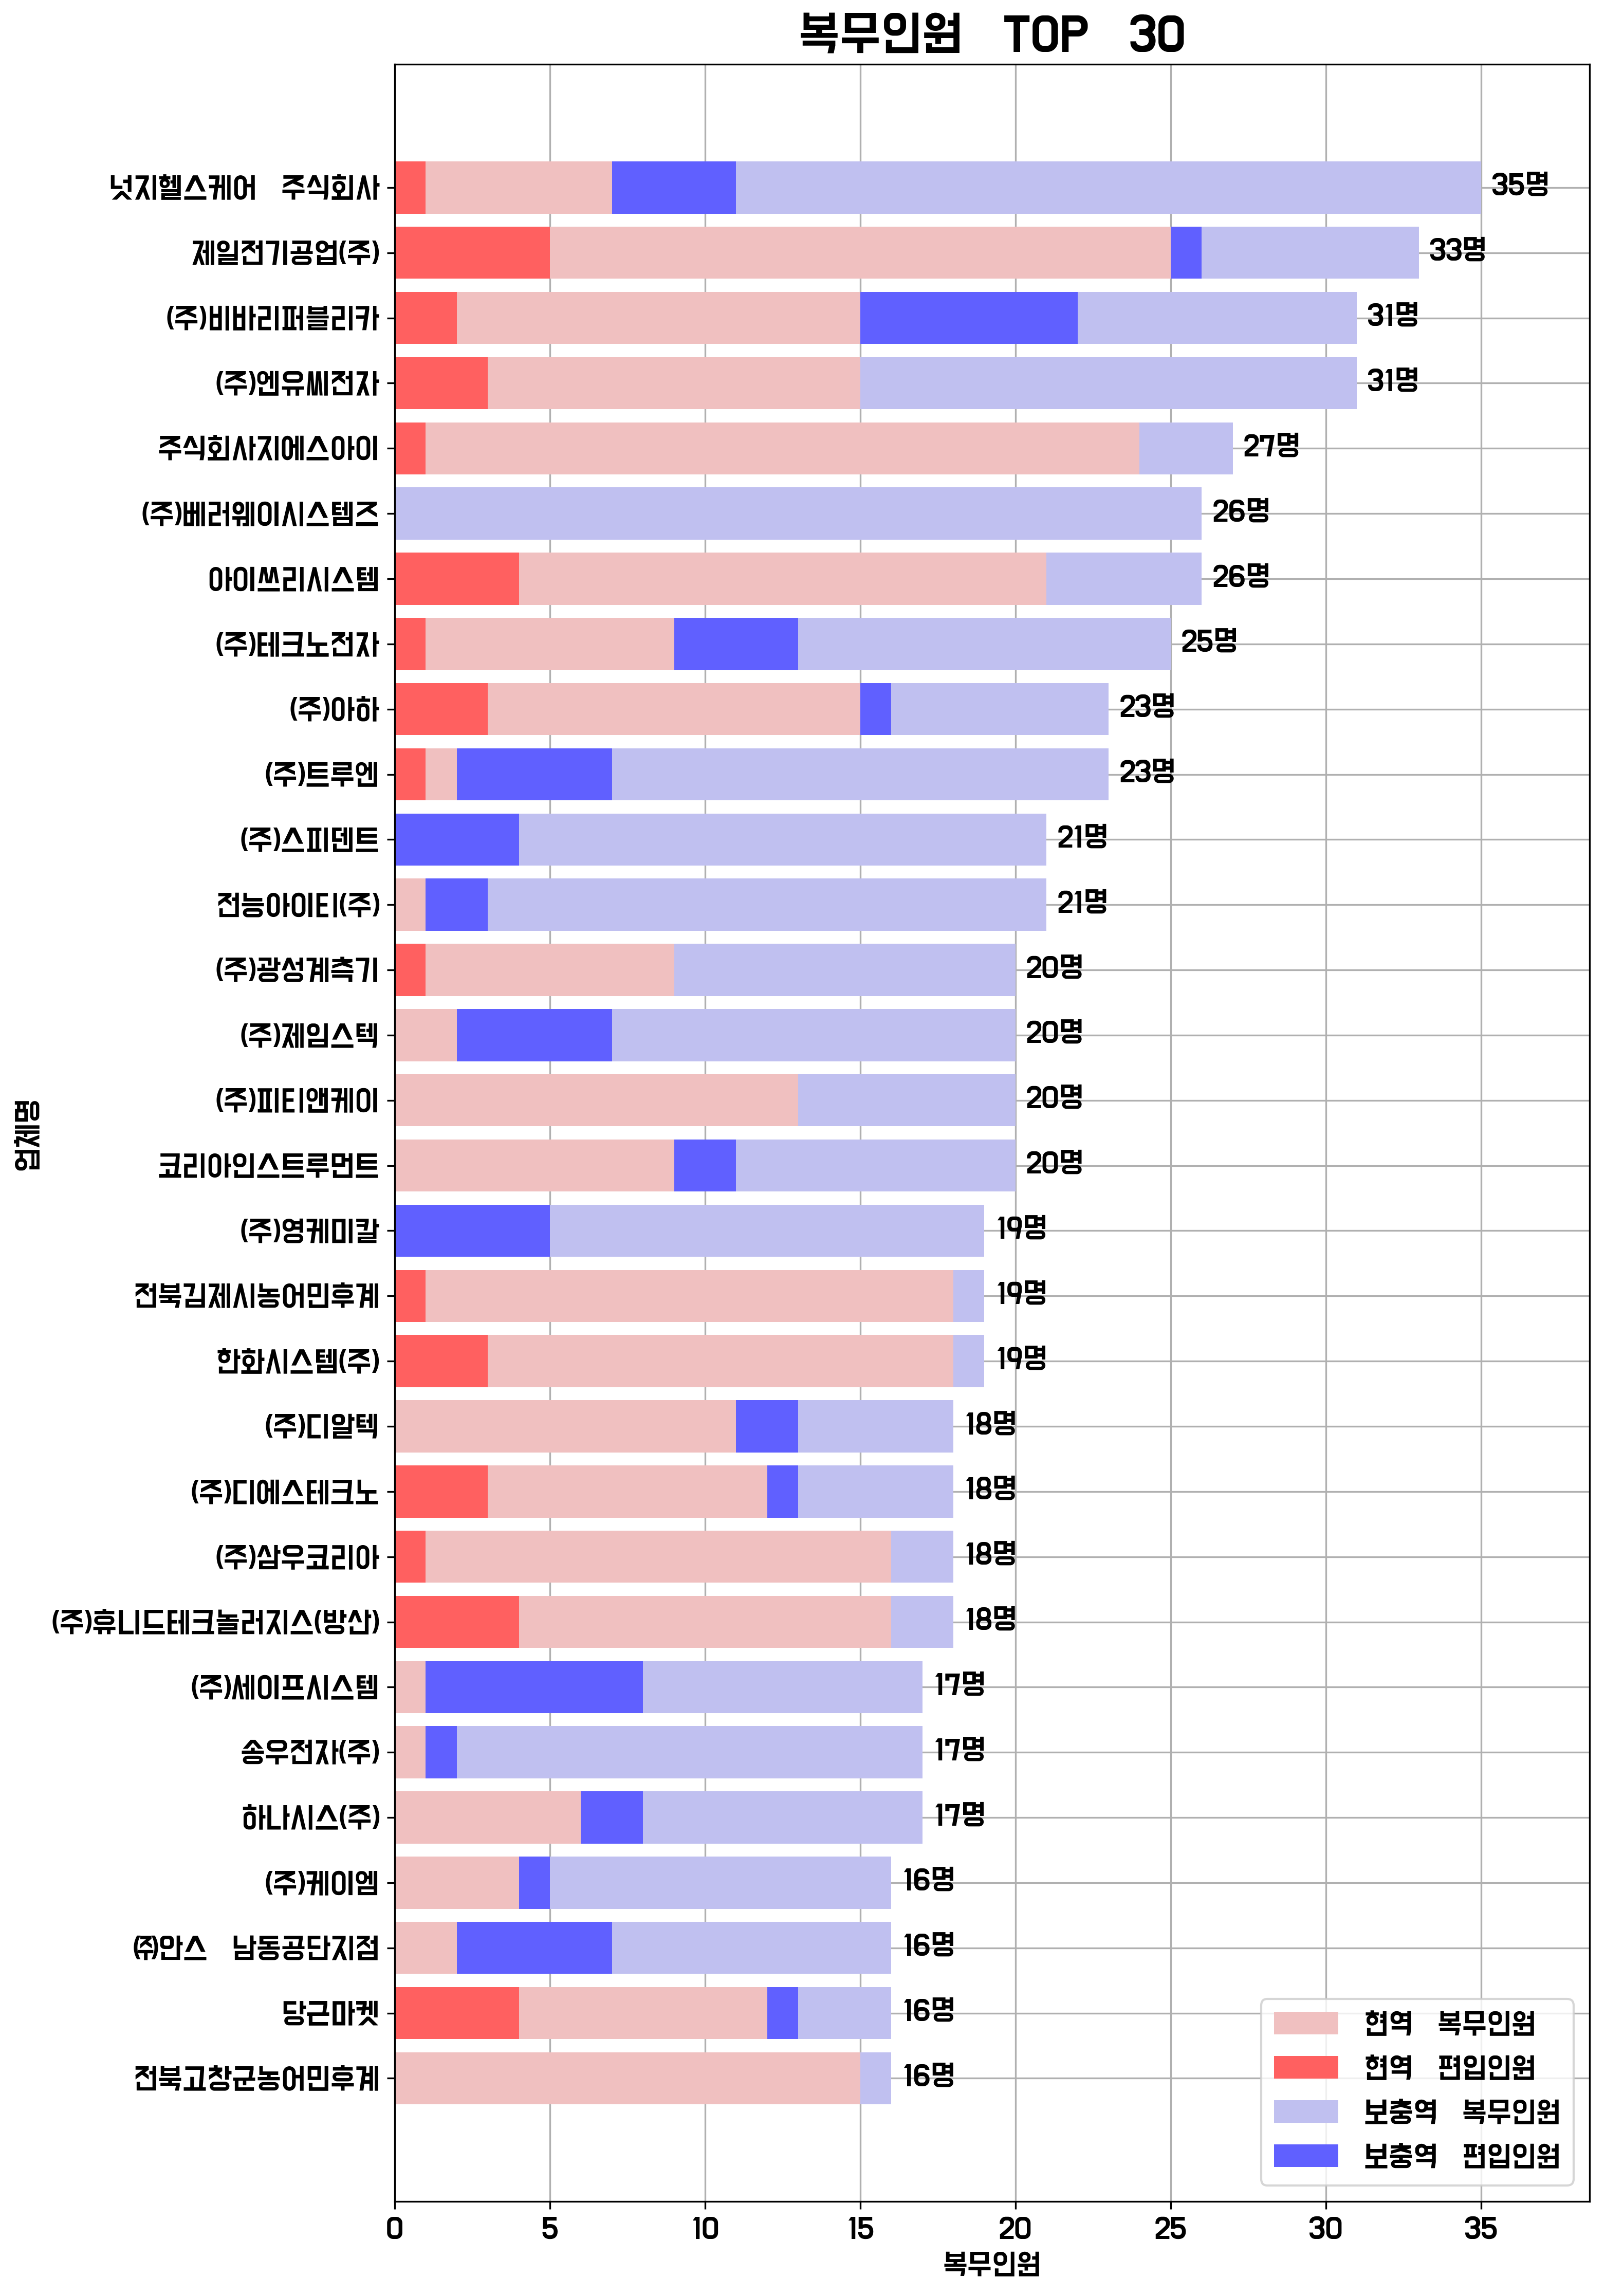 복무인원 TOP 30
넛지헬스케어 주식회사 35명
제일전기공업(주) 33명
(주)비바리퍼블리카 31명
(주)엔유씨전자 31명
주식회사지에스아이 27명
(주)베러웨이시스템즈 26명
아이쓰리시스템 26명
(주)테크노전자 25명
(주)아하 23명
(주)트루엔 23명
(주)스피덴트 21명
전능아이티(주) 21명
(주)광성계측기 20명
(주)제임스텍 20명
(주)피티앤케이 20명
코리아인스트루먼트 20명
(주)영케미칼 19명
전북김제시농어민후계 19명
한화시스템(주) 19명
(주)디알텍 18명
(주)디에스테크노 18명
(주)삼우코리아 18명
(주)휴니드테크놀러지스(방산) 18명
(주)세이프시스템 17명
송우전자(주) 17명
하나시스(주) 17명
(주)케이엠 16명
㈜안스 남동공단지점 16명
당근마켓 16명
전북고창군농어민후계 16명
업체명
현역 복무인원
현역 편입인원
보충역 복무인원
보충역 편입인원
0 5 10 15 20 25 30 35
복무인원